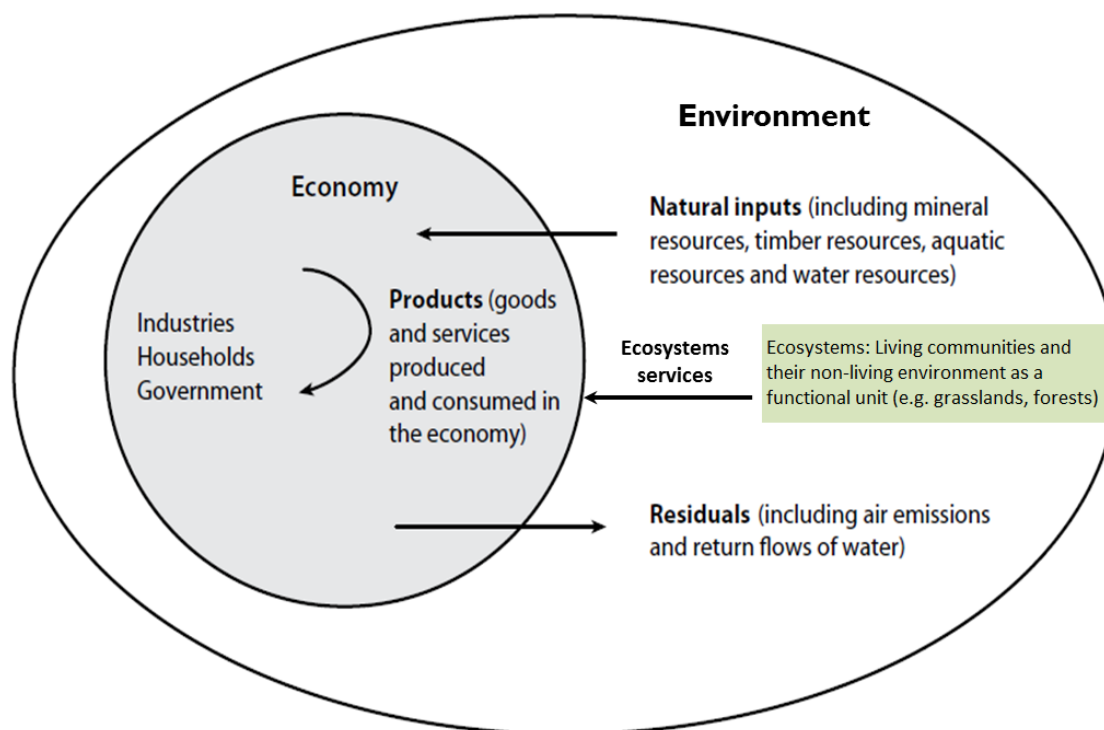 Environment
Economy
Natural inputs (including mineral
resources, timber resources, aquatic
resources and water resources)
Industries
Households
Government
Products (goods
and services
produced
and consumed in
the economy)
Ecosystems
services
Ecosystems: Living communities and
their non-living environment as a
functional unit (e.g. grasslands, forests)
Residuals (including air emissions
and return flows of water)